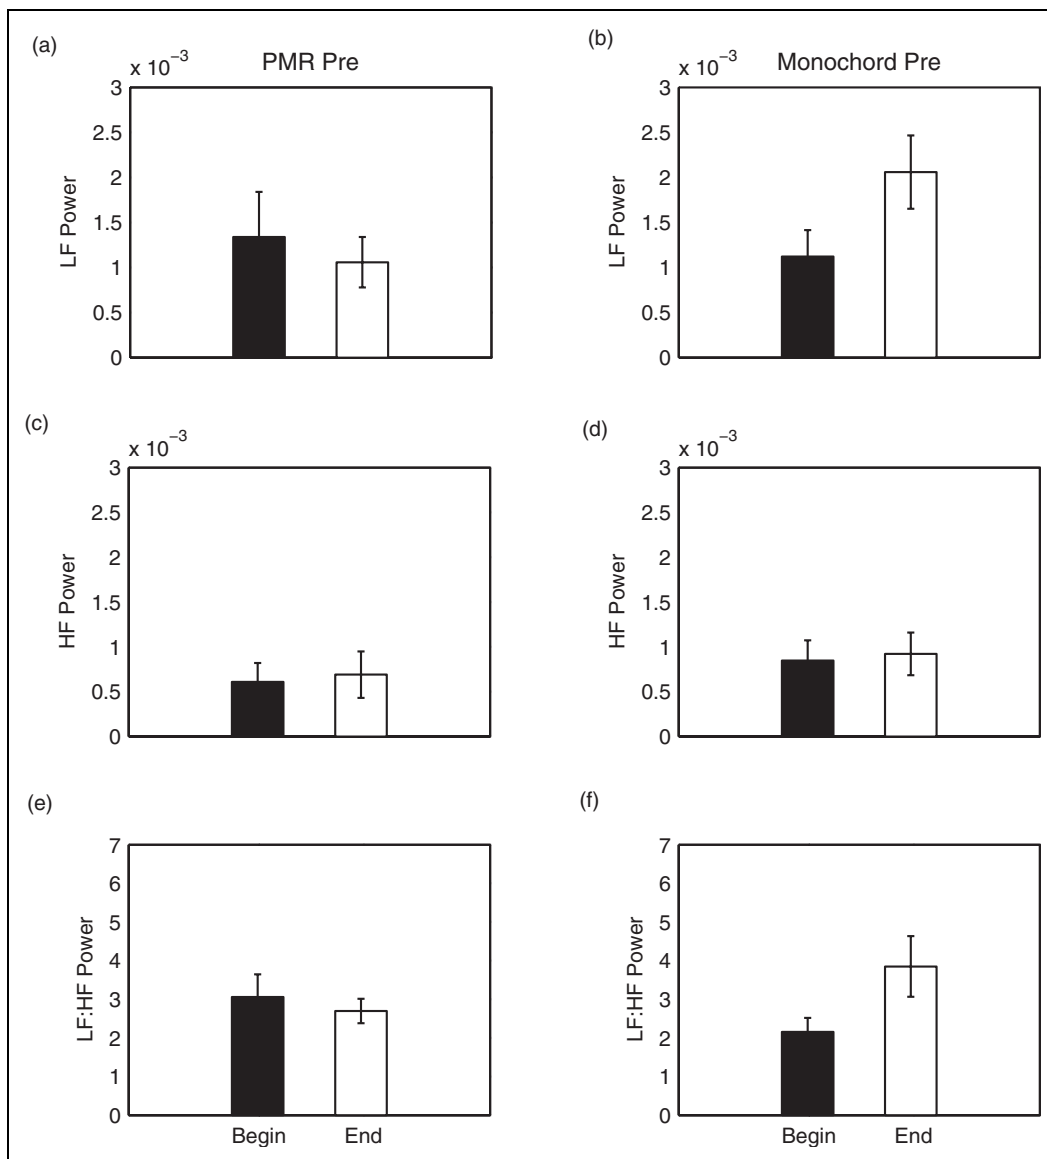 (a)
PMR Pre
x 10⁻³
3
2.5
2
1.5
1
0.5
0
LF Power
(b)
Monochord Pre
x 10⁻³
3
2.5
2
1.5
1
0.5
0
LF Power
(c)
x 10⁻³
3
2.5
2
1.5
1
0.5
0
HF Power
(d)
x 10⁻³
3
2.5
2
1.5
1
0.5
0
HF Power
(e)
7
6
5
4
3
2
1
0
LF:HF Power
Begin
End
(f)
7
6
5
4
3
2
1
0
LF:HF Power
Begin
End